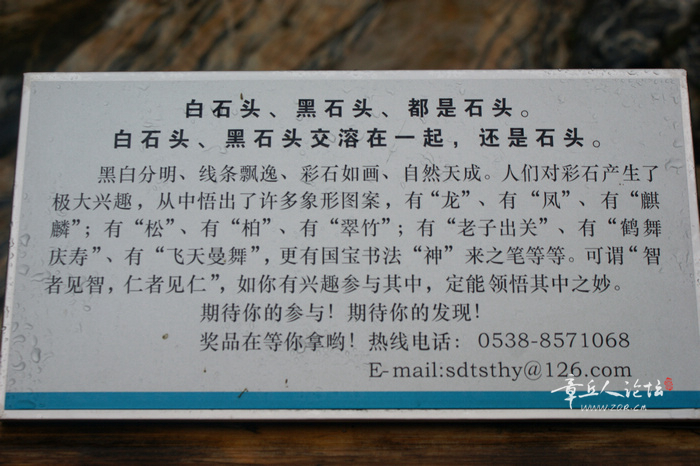 白石头、黑石头、都是石头。
白石头、黑石头交溶在一起，还是石头。
黑白分明、线条飘逸、彩石如画、自然天成。人们对彩石产生了
极大兴趣，从中悟出了许多象形图案，有“龙”、有“凤”、有“麒
麟”；有“松”、有“柏”、有“翠竹”；有“老子出关”、有“鹤舞
庆寿”、有“飞天曼舞”，更有国宝书法“神”来之笔等等。可谓“智
者见智，仁者见仁”，如你有兴趣参与其中，定能领悟其中之妙。
期待你的参与！期待你的发现！
奖品在等你拿哟！热线电话：0538-8571068
E-mail:sdtsthy@126.com
章丘人论坛
WWW.ZQR.CN